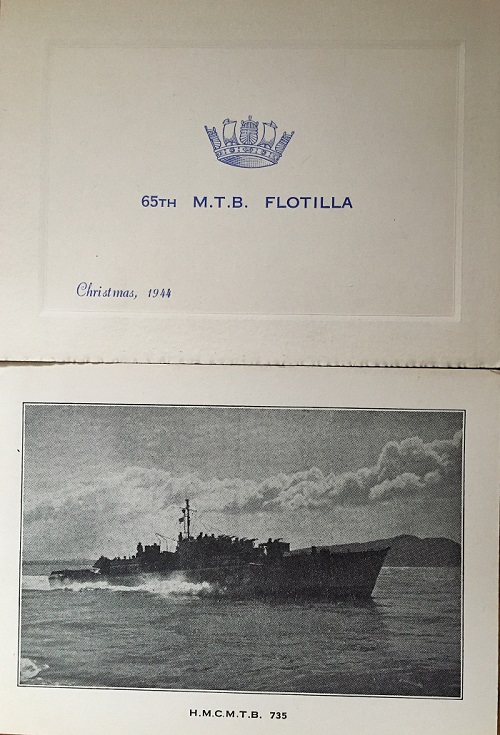 65TH M.T.B. FLOTILLA
Christmas, 1944
H.M.C.M.T.B. 735